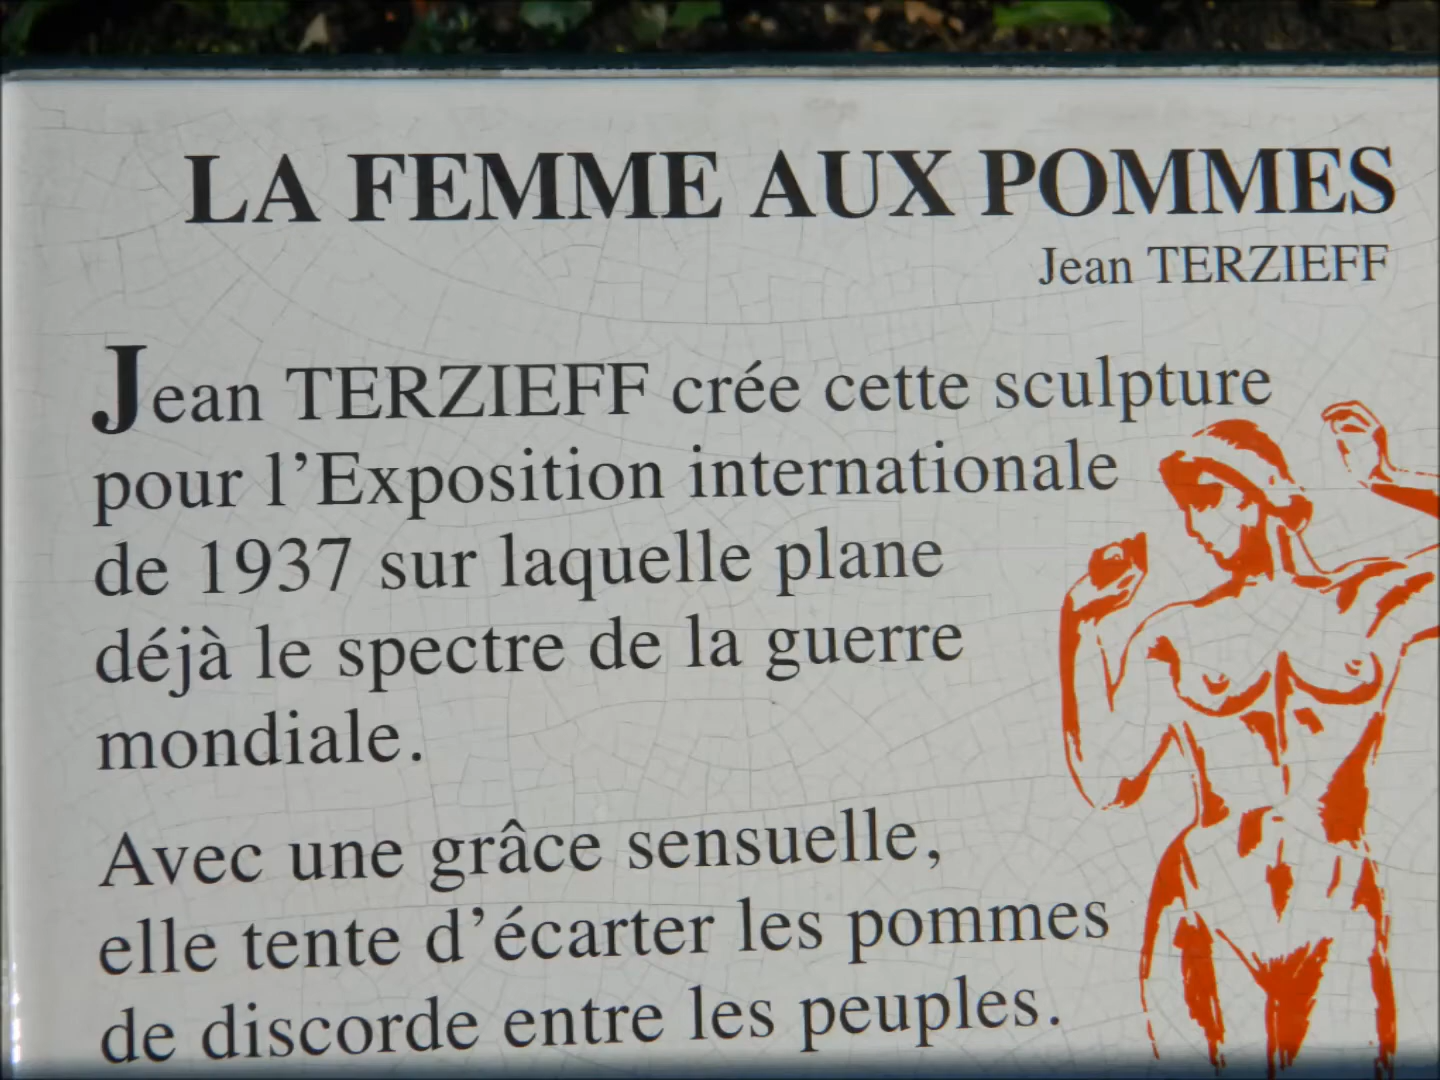 LA FEMME AUX POMMES
Jean TERZIEFF
Jean TERZIEFF crée cette sculpture
pour l’Exposition internationale
de 1937 sur laquelle plane
déjà le spectre de la guerre
mondiale.
Avec une grâce sensuelle,
elle tente d’écarter les pommes
de discorde entre les peuples.